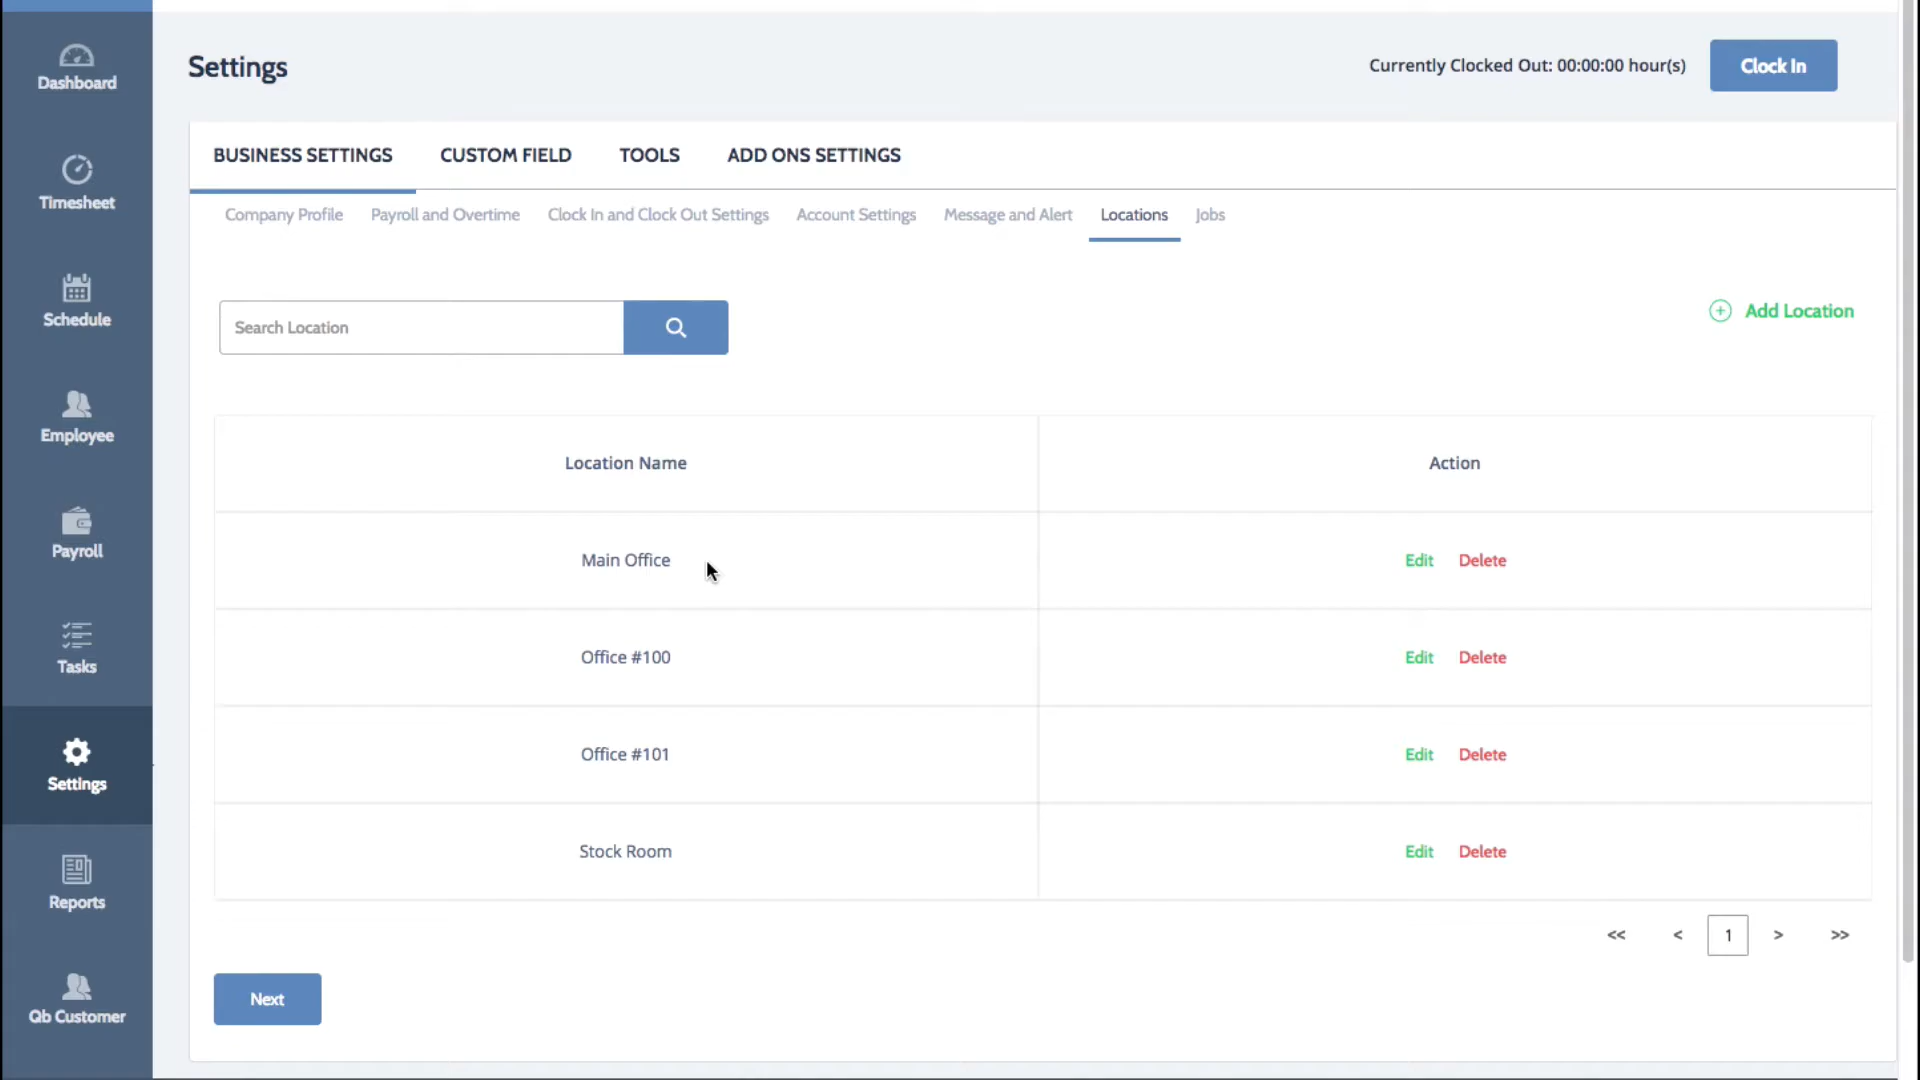 Dashboard
Timesheet
Schedule
Employee
Payroll
Tasks
Settings
Reports
Qb Customer
Settings
Currently Clocked Out: 00:00:00 hour(s)
Clock In
BUSINESS SETTINGS CUSTOM FIELD TOOLS ADD ONS SETTINGS
Company Profile Payroll and Overtime Clock In and Clock Out Settings Account Settings Message and Alert Locations Jobs
Search Location
Add Location
Location Name Action
Main Office Edit Delete
Office #100 Edit Delete
Office #101 Edit Delete
Stock Room Edit Delete
<< < 1 > >>
Next